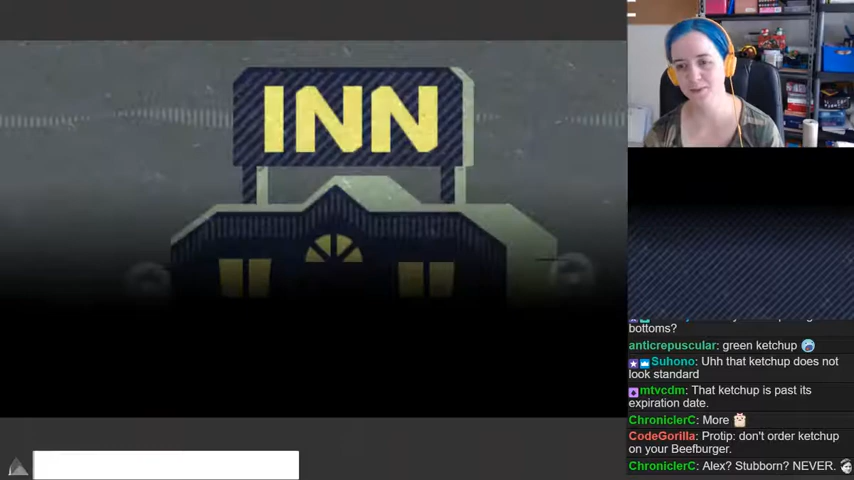 INN
bottoms?
anticrepuscular: green ketchup
Suhono: Uhh that ketchup does not
look standard
mtvcdm: That ketchup is past its
expiration date.
ChroniclerC: More
CodeGorilla: Protip: don't order ketchup
on your Beefburger.
ChroniclerC: Alex? Stubborn? NEVER.